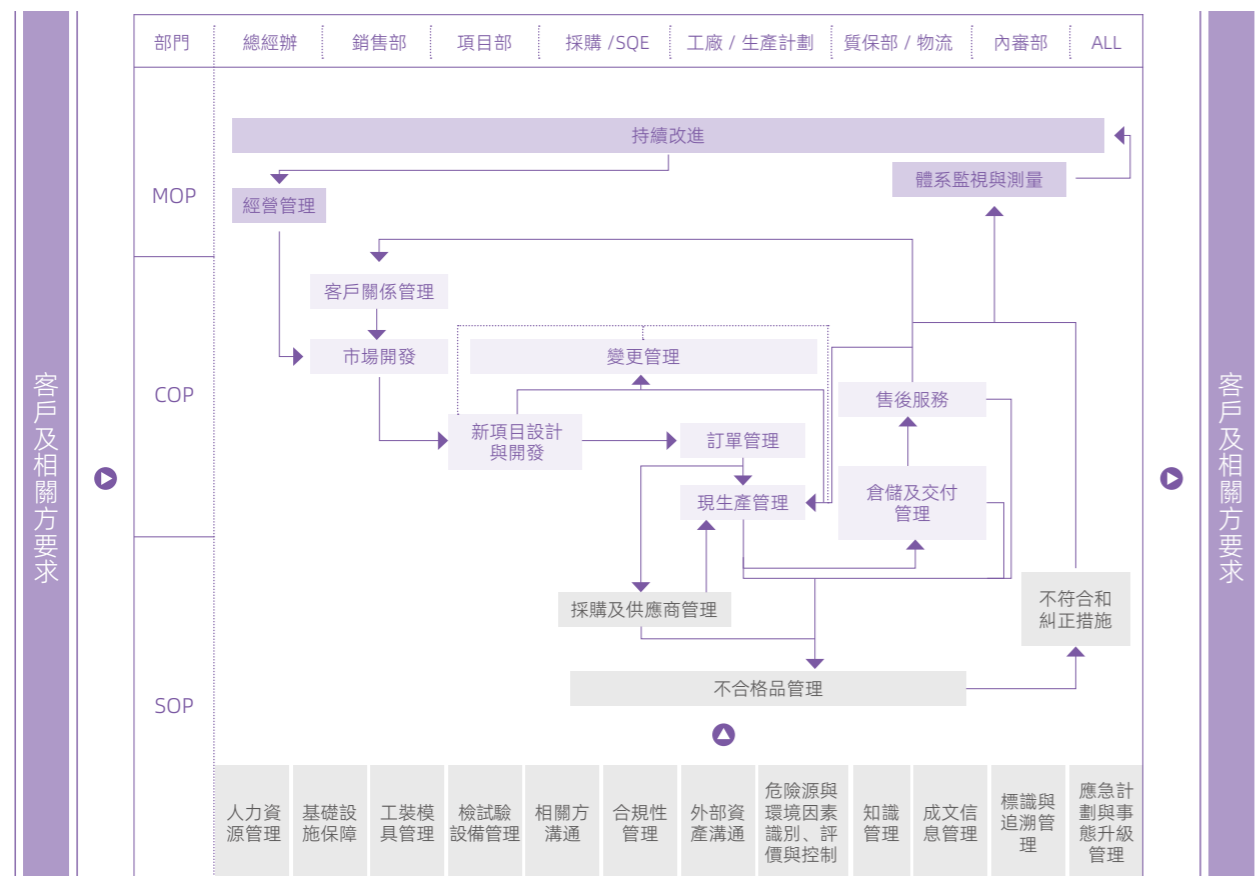 客戶及相關方要求
部門
總經辦
銷售部
項目部
採購 /SQE
工廠 / 生產計劃
質保部 / 物流
內審部
ALL
MOP
持續改進
體系監視與測量
經營管理
COP
客戶關係管理
市場開發
變更管理
售後服務
新項目設計
與開發
訂單管理
現生產管理
倉儲及交付
管理
SOP
採購及供應商管理
不符合和
糾正措施
不合格品管理
人力資
源管理
基礎設
施保障
工裝模
具管理
檢試驗
設備管理
相關方
溝通
合規性
管理
外部資
產溝通
危險源與
環境因素
識別、評
價與控制
知識
管理
成文信
息管理
標識與
追溯管
理
應急計
劃與事
態升級
管理
客戶及相關方要求